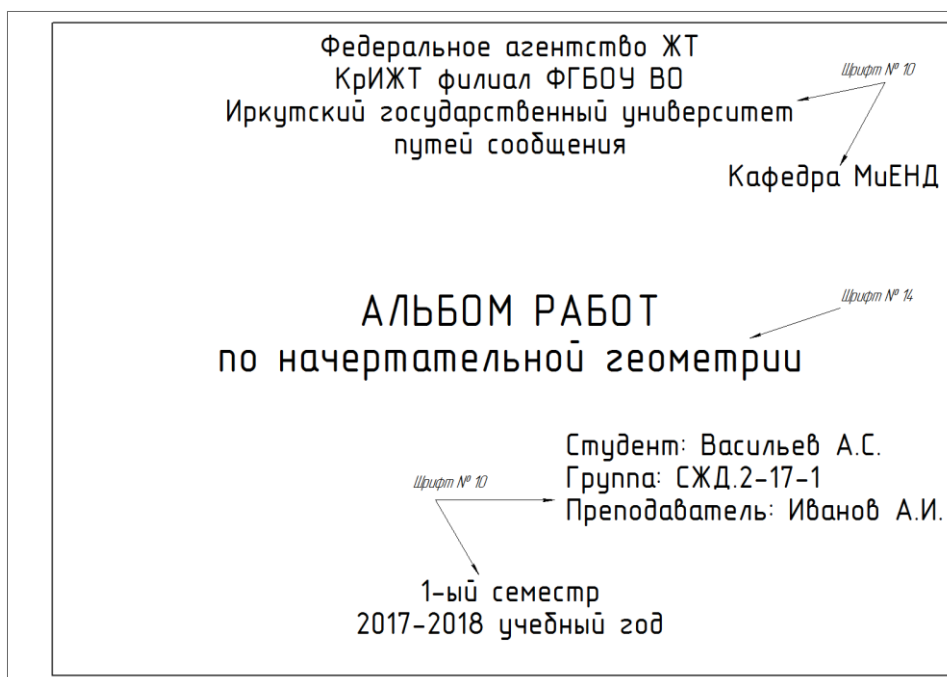 Федеральное агентство ЖТ
КрИЖТ филиал ФГБОУ ВО
Шрифт № 10
Иркутский государственный университет
путей сообщения
Кафедра МиЕНД
Шрифт № 14
АЛЬБОМ РАБОТ
по начертательной геометрии
Студент: Васильев А.С.
Группа: СЖД.2-17-1
Шрифт № 10
Преподаватель: Иванов А.И.
1-ый семестр
2017-2018 учебный год